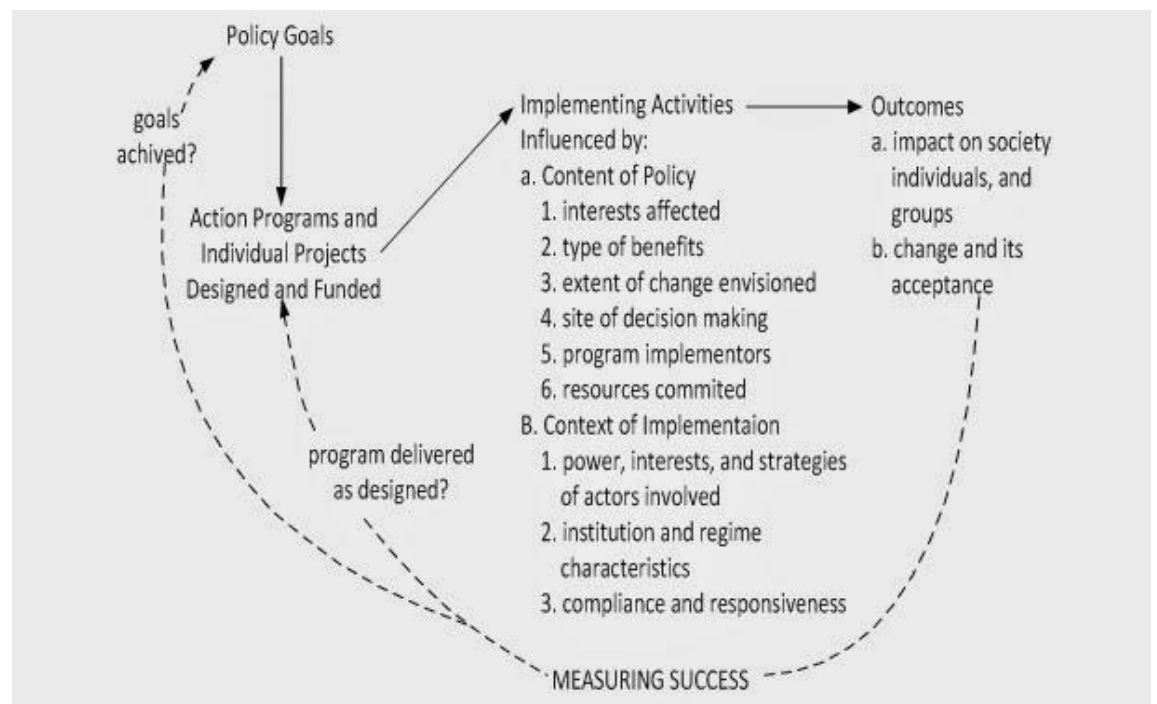 Policy Goals
goals
achived?
Action Programs and
Individual Projects
Designed and Funded
program delivered
as designed?
Implementing Activities
Influenced by:
a. Content of Policy
1. interests affected
2. type of benefits
3. extent of change envisioned
4. site of decision making
5. program implementors
6. resources commited
B. Context of Implementaion
1. power, interests, and strategies
of actors involved
2. institution and regime
characteristics
3. compliance and responsiveness
Outcomes
a. impact on society
individuals, and
groups
b. change and its
acceptance
MEASURING SUCCESS